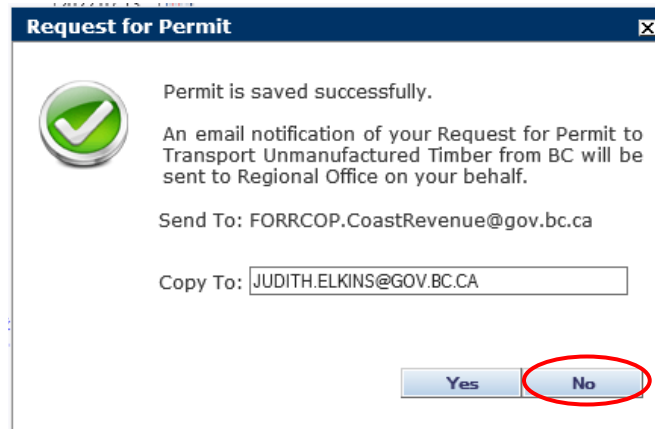 Request for Permit
Permit is saved successfully.
An email notification of your Request for Permit to
Transport Unmanufactured Timber from BC will be
sent to Regional Office on your behalf.
Send To: FORRCOP.CoastRevenue@gov.bc.ca
Copy To: JUDITH.ELKINS@GOV.BC.CA
Yes No